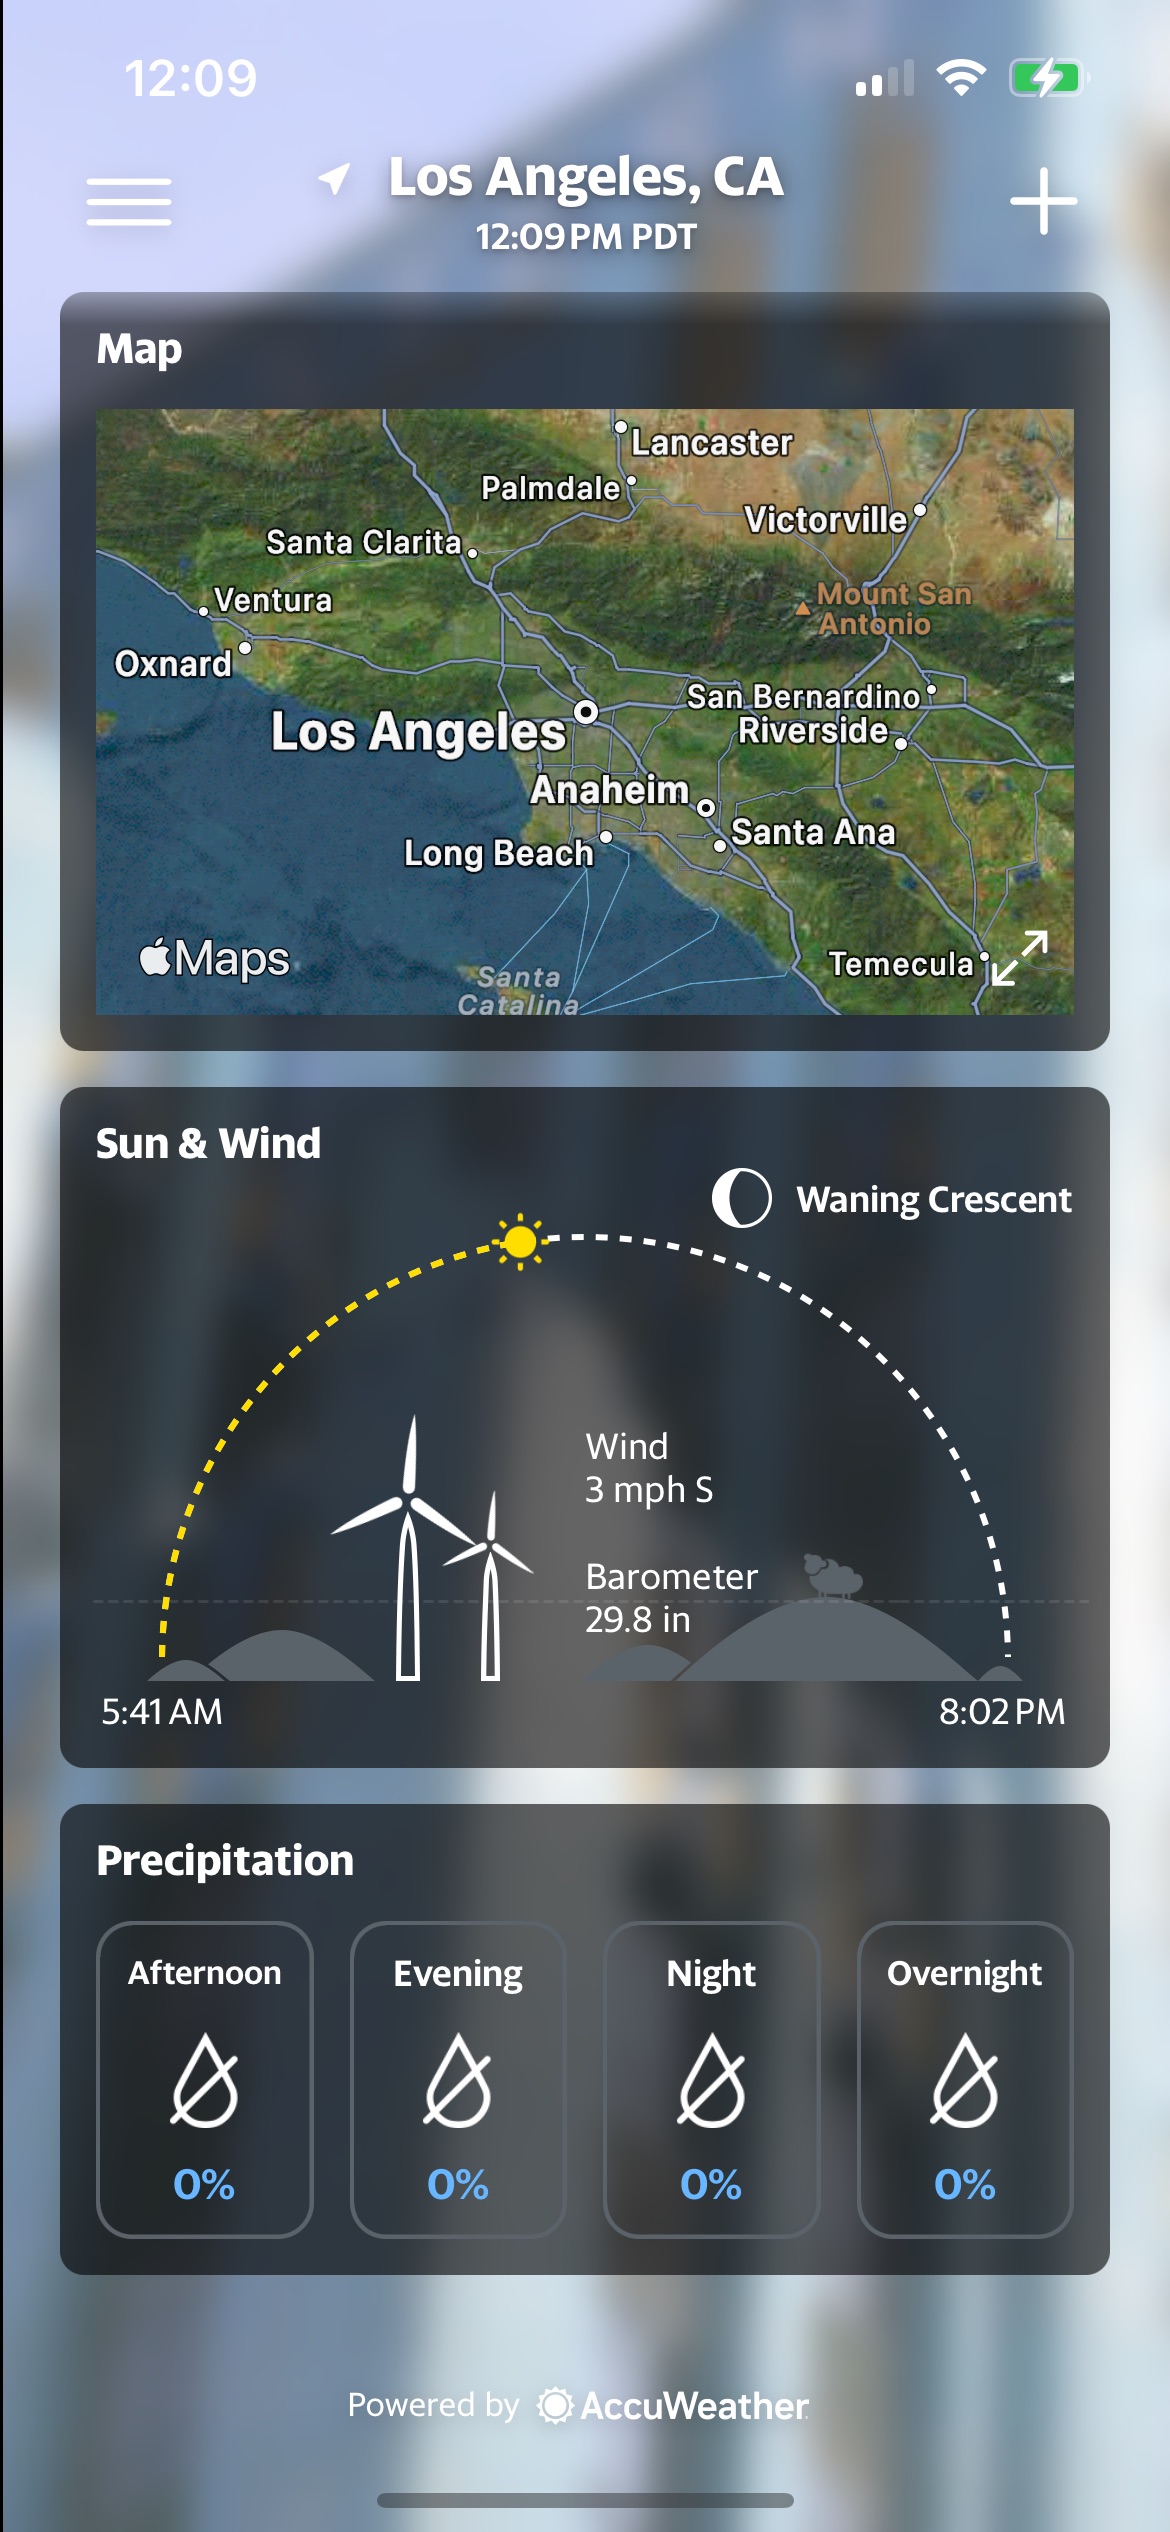 12:09
Los Angeles, CA
12:09 PM PDT
Map
Lancaster
Palmdale
Victorville
Santa Clarita
Mount San
Antonio
Ventura
Oxnard
San Bernardino
Los Angeles
Riverside
Anaheim
Santa Ana
Long Beach
Maps
Temecula
Santa
Catalina
Sun & Wind
Waning Crescent
Wind
3 mph S
Barometer
29.8 in
5:41 AM
8:02 PM
Precipitation
Afternoon
Evening
Night
Overnight
0%
0%
0%
0%
Powered by AccuWeather